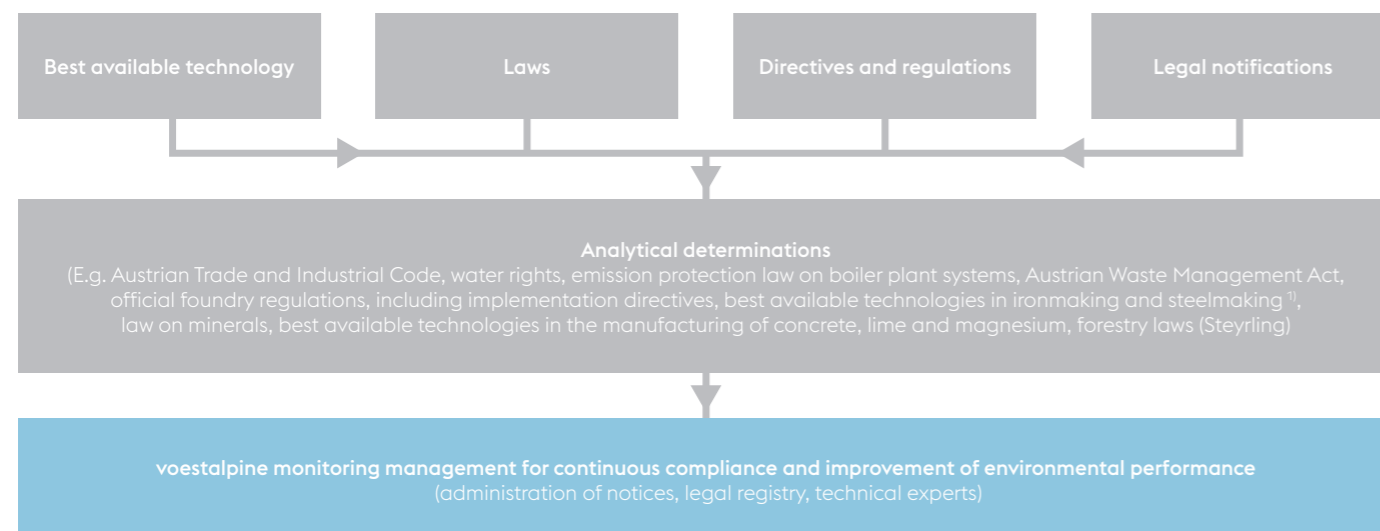 Best available technology
Laws
Directives and regulations
Legal notifications
Analytical determinations
(E.g. Austrian Trade and Industrial Code, water rights, emission protection law on boiler plant systems, Austrian Waste Management Act,
official foundry regulations, including implementation directives, best available technologies in ironmaking and steelmaking ¹⁾,
law on minerals, best available technologies in the manufacturing of concrete, lime and magnesium, forestry laws (Steyrling)
voestalpine monitoring management for continuous compliance and improvement of environmental performance
(administration of notices, legal registry, technical experts)